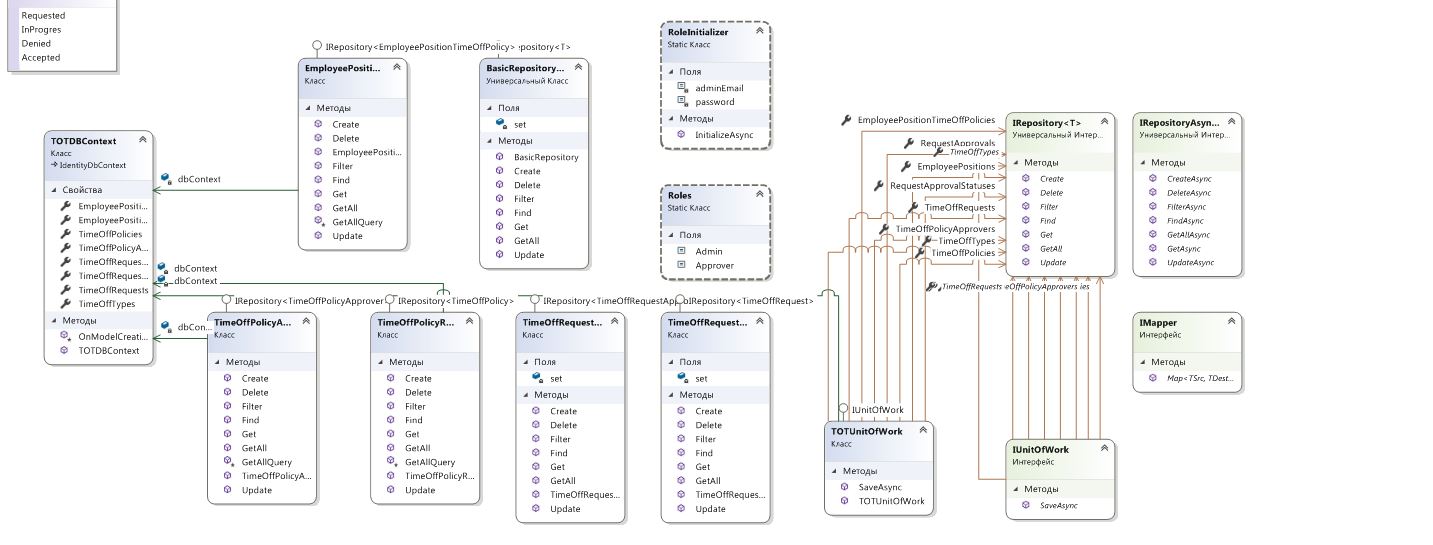 Requested
InProgres
Denied
Accepted
TOTDBContext
Класс
IdentityDbContext
Свойства
EmployeePositi...
EmployeePositi...
TimeOffPolicies
TimeOffPolicyA...
TimeOffReques...
TimeOffReques...
TimeOffRequests
TimeOffTypes
Методы
OnModelCreati...
TOTDBContext
dbContext
dbContext
dbContext
dbCon...
IRepository<EmployeePositionTimeOffPolicy>
EmployeePositi...
Класс
Методы
Create
Delete
EmployeePositi...
Filter
Find
Get
GetAll
GetAllQuery
Update
pository<T>
BasicRepository...
Универсальный Класс
Поля
set
Методы
BasicRepository
Create
Delete
Filter
Find
Get
GetAll
Update
RoleInitializer
Static Класс
Поля
adminEmail
password
Методы
InitializeAsync
Roles
Static Класс
Поля
Admin
Approver
IRepository<TimeOffPolicyApprover
TimeOffPolicyA...
Класс
Методы
Create
Delete
Filter
Find
Get
GetAll
GetAllQuery
TimeOffPolicyA...
Update
IRepository<TimeOffPolicy>
TimeOffPolicyR...
Класс
Методы
Create
Delete
Filter
Find
Get
GetAll
GetAllQuery
TimeOffPolicyR...
Update
IRepository<TimeOffRequestApp
TimeOffRequest...
Класс
Поля
set
Методы
Create
Delete
Filter
Find
Get
GetAll
TimeOffReques...
Update
IRepository<TimeOffRequest>
TimeOffRequest...
Класс
Поля
set
Методы
Create
Delete
Filter
Find
Get
GetAll
TimeOffReques...
Update
EmployeePositionTimeOffPolicies
RequestApprovals
TimeOffTypes
EmployeePositions
RequestApprovalStatuses
TimeOffRequests
TimeOffPolicyApprovers
TimeOffTypes
TimeOffPolicies
TimeOffRequests eOffPolicyApprovers ies
IUnitOfWork
TOTUnitOfWork
Класс
Методы
SaveAsync
TOTUnitOfWork
IRepository<T>
Универсальный Интер...
Методы
Create
Delete
Filter
Find
Get
GetAll
Update
IUnitOfWork
Интерфейс
Методы
SaveAsync
IRepositoryAsyn...
Универсальный Интер...
Методы
CreateAsync
DeleteAsync
FilterAsync
FindAsync
GetAllAsync
GetAsync
UpdateAsync
IMapper
Интерфейс
Методы
Map<TSrc, TDest...